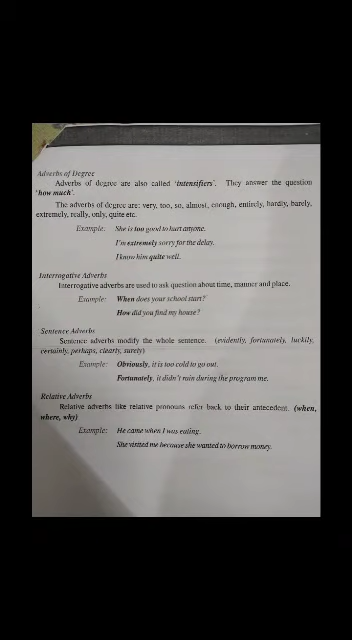 Adverbs of Degree
Adverbs of degree are also called 'intensifiers'. They answer the question
'how much'.
The adverbs of degree are: very, too, so, almost, enough, entirely, hardly, barely,
extremely, really, only, quite etc.
Example: She is too good to hurt anyone.
I'm extremely sorry for the delay.
I know him quite well.
Interrogative Adverbs
Interrogative adverbs are used to ask question about time, manner and place.
Example: When does your school start?
How did you find my house?
Sentence Adverbs
Sentence adverbs modify the whole sentence. (evidently, fortunately, luckily,
certainly, perhaps, clearly, surely)
Example: Obviously, it is too cold to go out.
Fortunately, it didn't rain during the program me.
Relative Adverbs
Relative adverbs like relative pronouns refer back to their antecedent. (when,
where, why)
Example: He came when I was eating.
She visited me because she wanted to borrow money.